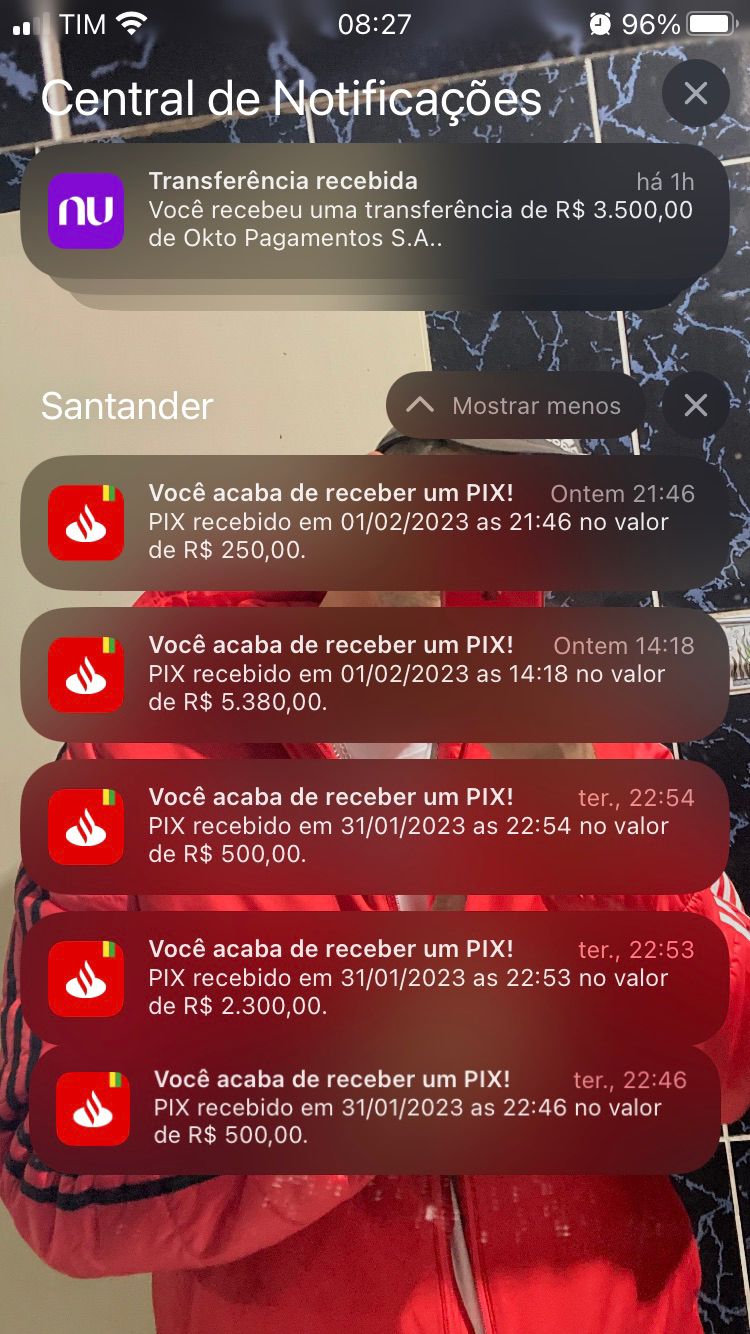 TIM 08:27 96%
Central de Notificações
nu
Transferência recebida há 1h
Você recebeu uma transferência de R$ 3.500,00
de Okto Pagamentos S.A..
Santander Mostrar menos
Você acaba de receber um PIX! Ontem 21:46
PIX recebido em 01/02/2023 as 21:46 no valor
de R$ 250,00.
Você acaba de receber um PIX! Ontem 14:18
PIX recebido em 01/02/2023 as 14:18 no valor
de R$ 5.380,00.
Você acaba de receber um PIX! ter., 22:54
PIX recebido em 31/01/2023 as 22:54 no valor
de R$ 500,00.
Você acaba de receber um PIX! ter., 22:53
PIX recebido em 31/01/2023 as 22:53 no valor
de R$ 2.300,00.
Você acaba de receber um PIX! ter., 22:46
PIX recebido em 31/01/2023 as 22:46 no valor
de R$ 500,00.